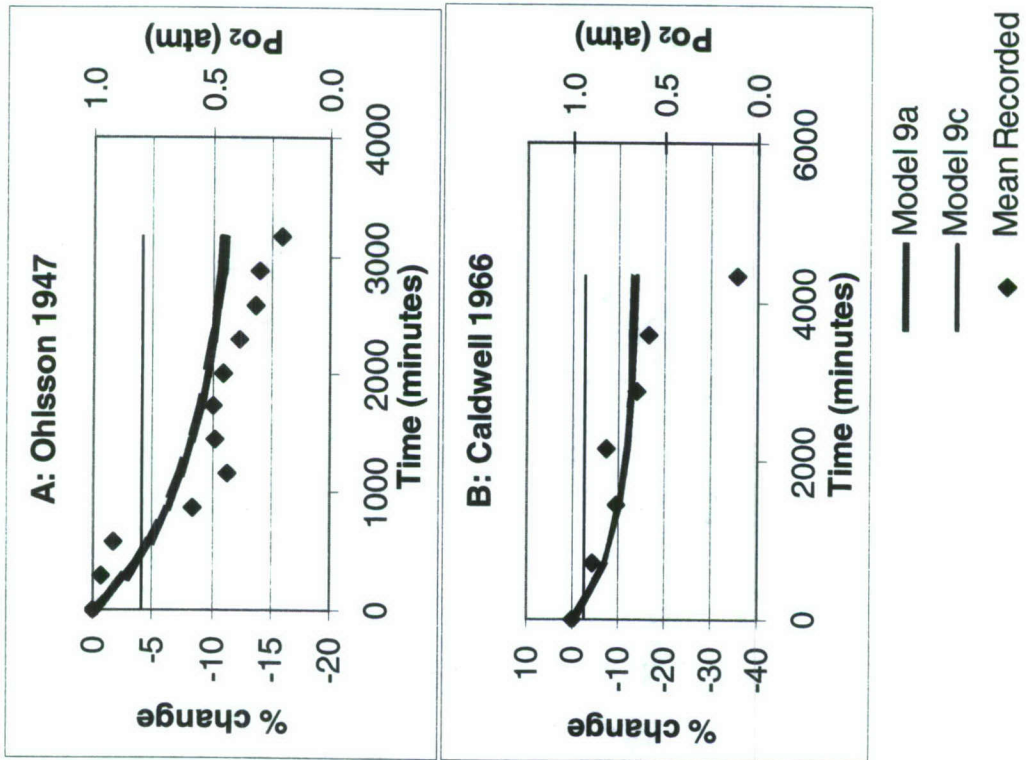 A: Ohlsson 1947
% change
0
-5
-10
-15
-20
0
1000
2000
3000
4000
Time (minutes)
1.0
0.5
0.0
Po2 (atm)
B: Caldwell 1966
% change
10
0
-10
-20
-30
-40
0
2000
4000
6000
Time (minutes)
1.0
0.5
0.0
Po2 (atm)
Model 9a
Model 9c
Mean Recorded